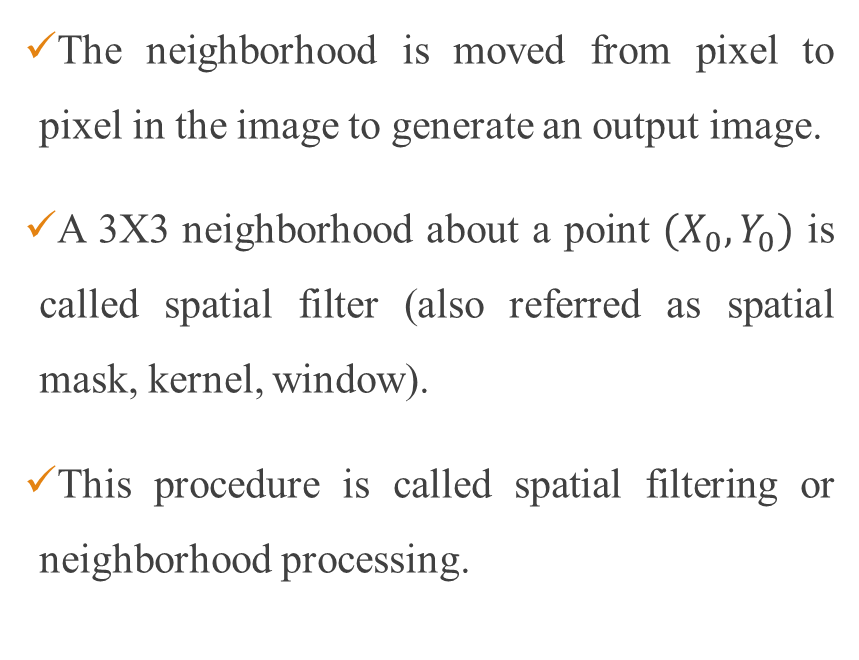 ✓The neighborhood is moved from pixel to
pixel in the image to generate an output image.
✓A 3X3 neighborhood about a point (𝑋₀, 𝑌₀) is
called spatial filter (also referred as spatial
mask, kernel, window).
✓This procedure is called spatial filtering or
neighborhood processing.